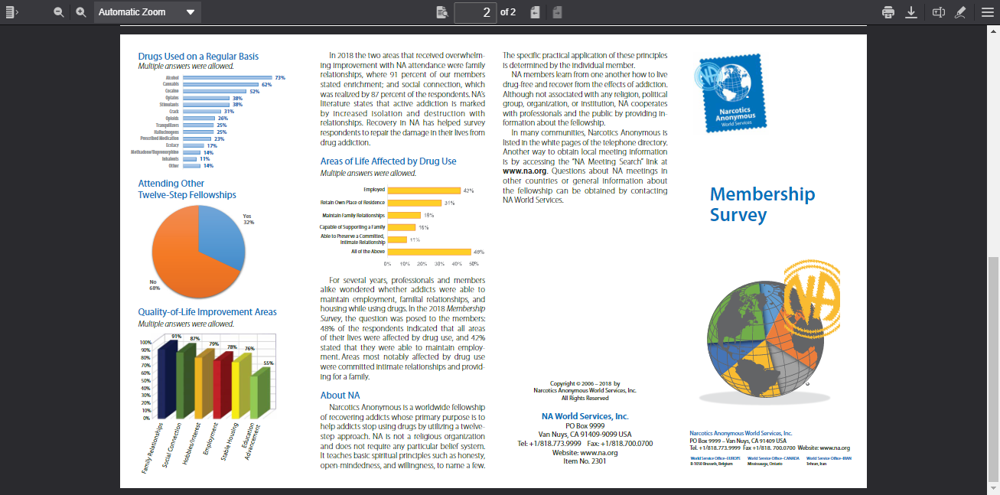 Automatic Zoom
2
of 2
Drugs Used on a Regular Basis
Multiple answers were allowed.
Alcohol 73%
Cannabis 62%
Cocaine 52%
Opiates 38%
Stimulants 38%
Crack 31%
Opioids 26%
Tranquilizers 25%
Hallucinogens 25%
Prescribed Medication 23%
Ecstacy 17%
Methadone/Buprenorphine 14%
Inhalants 11%
Other 14%
Attending Other
Twelve-Step Fellowships
Yes
32%
No
68%
Quality-of-Life Improvement Areas
Multiple answers were allowed.
91%
87%
79%
78%
76%
55%
100%
90%
80%
70%
60%
50%
40%
30%
20%
10%
0%
Family Relationships
Social Connection
Hobbies/Interest
Employment
Stable Housing
Education
Advancement
In 2018 the two areas that received overwhelm-
ing improvement with NA attendance were family
relationships, where 91 percent of our members
stated enrichment; and social connection, which
was realized by 87 percent of the respondents. NA's
literature states that active addiction is marked
by increased isolation and destruction with
relationships. Recovery in NA has helped survey
respondents to repair the damage in their lives from
drug addiction.
Areas of Life Affected by Drug Use
Multiple answers were allowed.
Employed 42%
Retain Own Place of Residence 31%
Maintain Family Relationships 19%
Capable of Supporting a Family 16%
Able to Preserve a Committed,
Intimate Relationship 11%
All of the Above 48%
0% 10% 20% 30% 40% 50%
For several years, professionals and members
alike wondered whether addicts were able to
maintain employment, familial relationships, and
housing while using drugs. In the 2018 Membership
Survey, the question was posed to the members:
48% of the respondents indicated that all areas
of their lives were affected by drug use, and 42%
stated that they were able to maintain employ-
ment. Areas most notably affected by drug use
were committed intimate relationships and provid-
ing for a family.
About NA
Narcotics Anonymous is a worldwide fellowship
of recovering addicts whose primary purpose is to
help addicts stop using drugs by utilizing a twelve-
step approach. NA is not a religious organization
and does not require any particular belief system.
It teaches basic spiritual principles such as honesty,
open-mindedness, and willingness, to name a few.
The specific practical application of these principles
is determined by the individual member.
NA members learn from one another how to live
drug-free and recover from the effects of addiction.
Although not associated with any religion, political
group, organization, or institution, NA cooperates
with professionals and the public by providing in-
formation about the fellowship.
In many communities, Narcotics Anonymous is
listed in the white pages of the telephone directory.
Another way to obtain local meeting information
is by accessing the "NA Meeting Search" link at
www.na.org. Questions about NA meetings in
other countries or general information about
the fellowship can be obtained by contacting
NA World Services.
Copyright © 2006 – 2018 by
Narcotics Anonymous World Services, Inc.
All Rights Reserved
NA World Services, Inc.
PO Box 9999
Van Nuys, CA 91409-9099 USA
Tel: +1/818.773.9999 Fax: +1/818.700.0700
Website: www.na.org
Item No. 2301
NA
Narcotics
Anonymous
World Services
Membership
Survey
NA
Narcotics Anonymous World Services, Inc.
PO Box 9999 – Van Nuys, CA 91409 USA
Tel. +1/818.773.9999 Fax +1/818. 700.0700 Website: www.na.org
World Service Office–EUROPE World Service Office–CANADA World Service Office–IRAN
B-1050 Brussels, Belgium Mississauga, Ontario Tehran, Iran